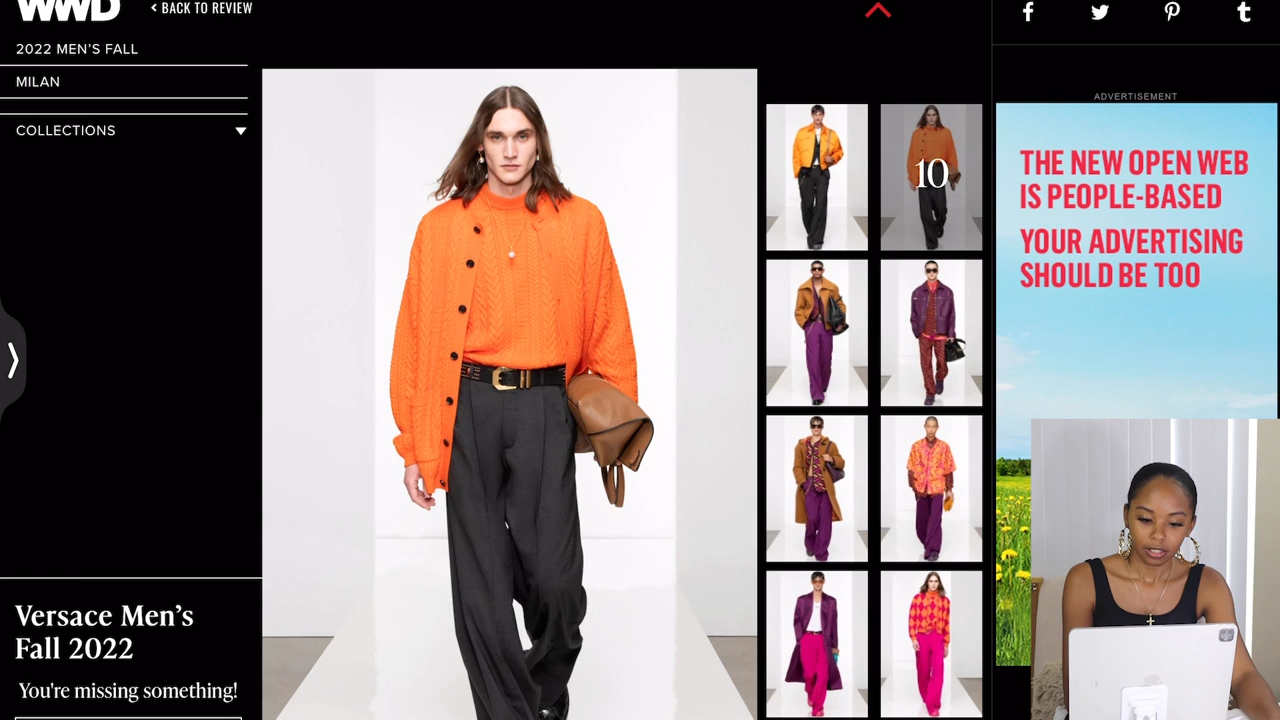 WWD
< BACK TO REVIEW
2022 MEN'S FALL
MILAN
COLLECTIONS
Versace Men's
Fall 2022
You're missing something!
10
ADVERTISEMENT
THE NEW OPEN WEB
IS PEOPLE-BASED
YOUR ADVERTISING
SHOULD BE TOO